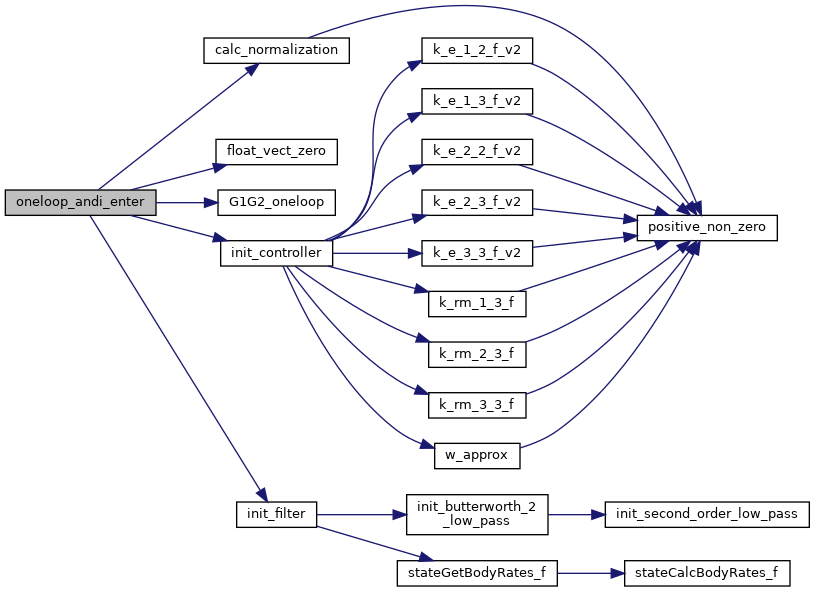 calc_normalization
k_e_1_2_f_v2
k_e_1_3_f_v2
float_vect_zero
k_e_2_2_f_v2
oneloop_andi_enter
G1G2_oneloop
k_e_2_3_f_v2
positive_non_zero
init_controller
k_e_3_3_f_v2
k_rm_1_3_f
k_rm_2_3_f
k_rm_3_3_f
w_approx
init_filter
init_butterworth_2
_low_pass
init_second_order_low_pass
stateGetBodyRates_f
stateCalcBodyRates_f